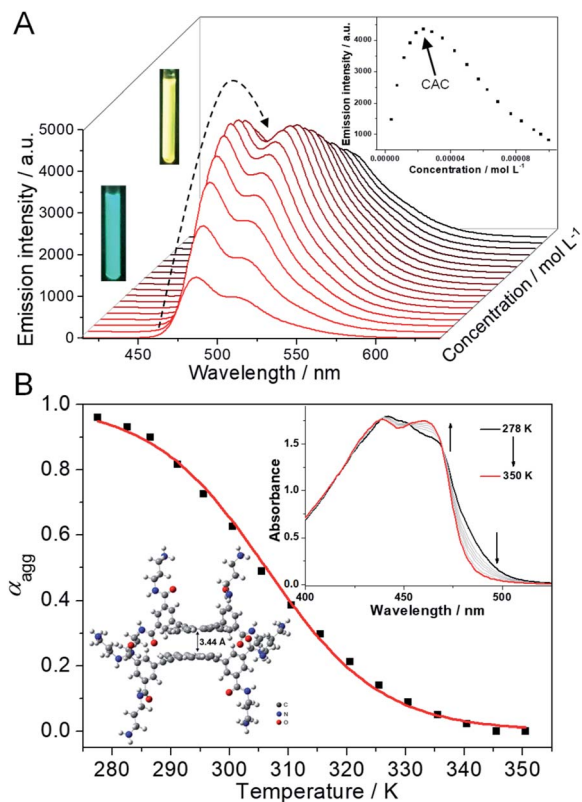 A
5000
4000
3000
2000
1000
0
Emission intensity / a.u.
450
500
550
600
Wavelength / nm
Concentration / mol L-1
4000
3000
2000
1000
Emission intensity / a.u.
CAC
0.00000
0.00004
0.00008
Concentration / mol L-1
B
1.0
0.8
0.6
0.4
0.2
0.0
αagg
280
290
300
310
320
330
340
350
Temperature / K
3.44 Å
C
N
O
1.5
1.0
0.5
0.0
Absorbance
278 K
350 K
400
450
500
Wavelength / nm